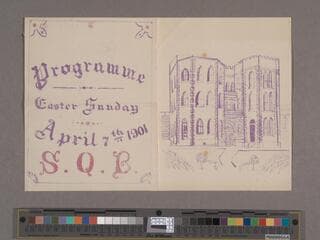 Programme
Easter Sunday
April 7th 1901
S. Q. B.